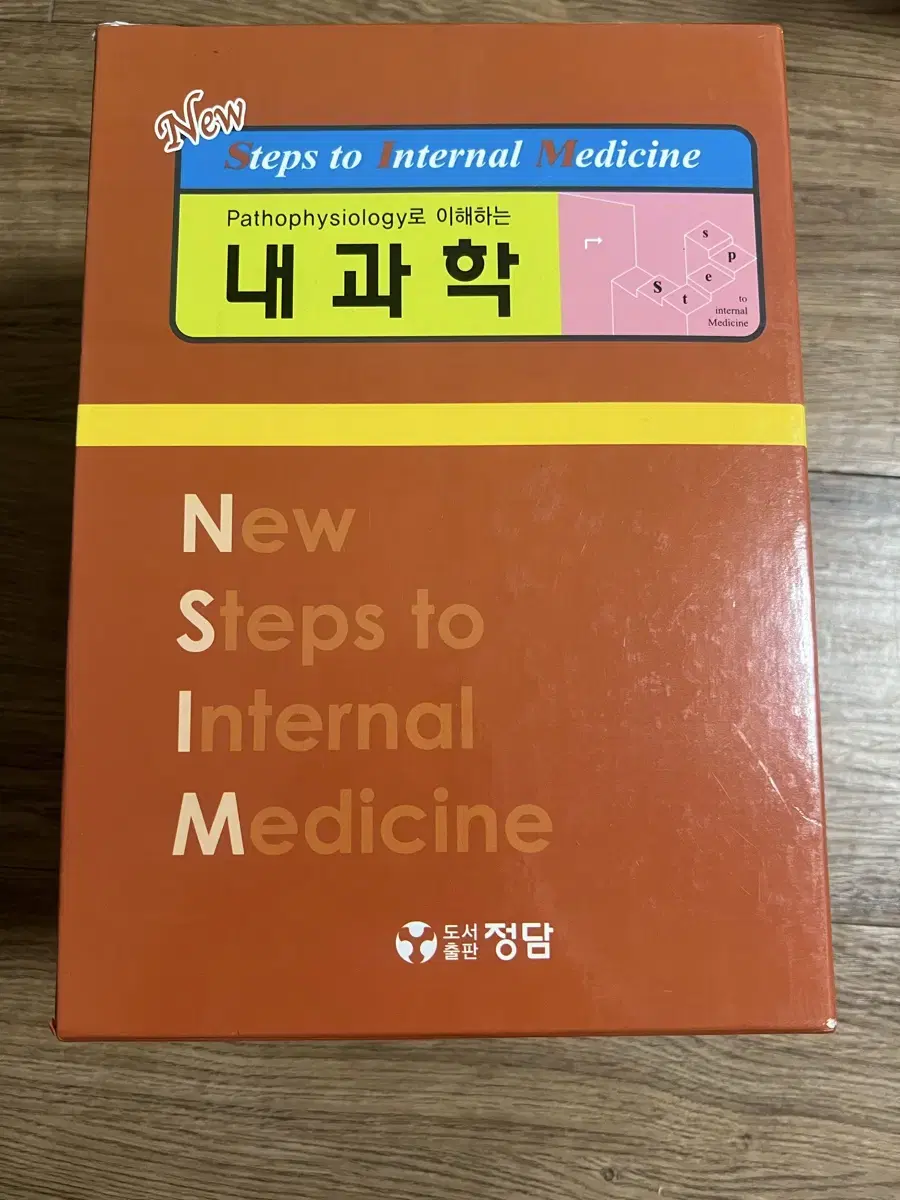 New
Steps to Internal Medicine
Pathophysiology로 이해하는
내과학
s
p
e
t
s
to
internal
Medicine
New
Steps to
Internal
Medicine
도서
출판 정담